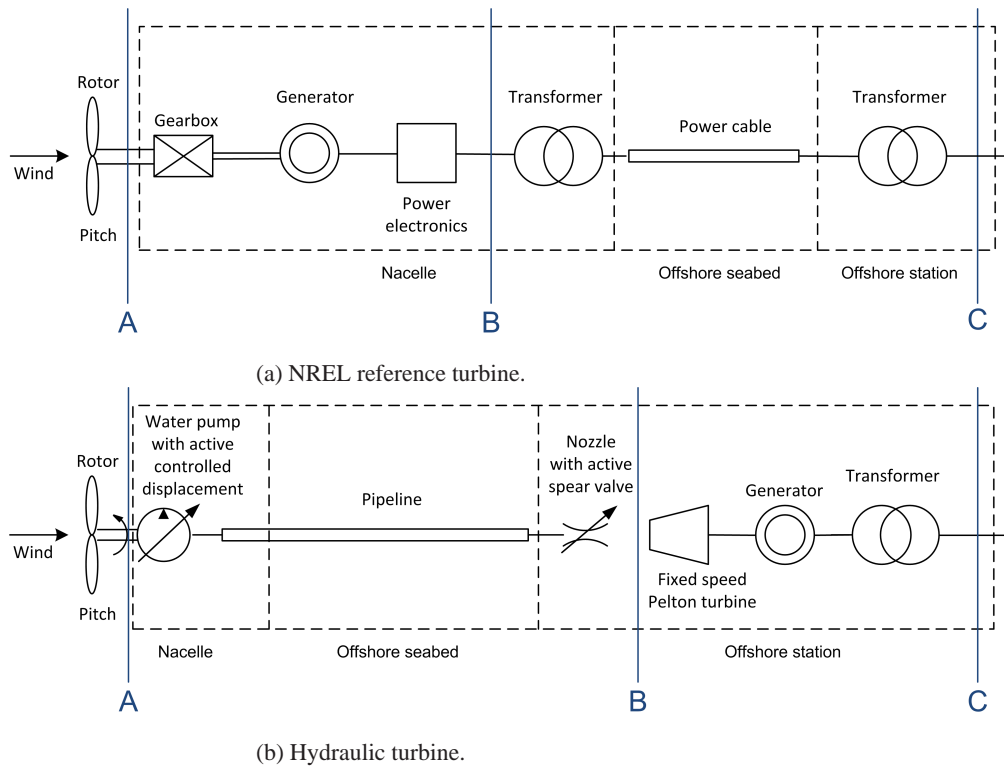 Rotor
Wind
Pitch
Gearbox
Generator
Power
electronics
Transformer
Power cable
Transformer
Nacelle
Offshore seabed
Offshore station
A
B
C
(a) NREL reference turbine.
Rotor
Wind
Pitch
Water pump
with active
controlled
displacement
Pipeline
Nozzle
with active
spear valve
Fixed speed
Pelton turbine
Generator
Transformer
Nacelle
Offshore seabed
Offshore station
A
B
C
(b) Hydraulic turbine.